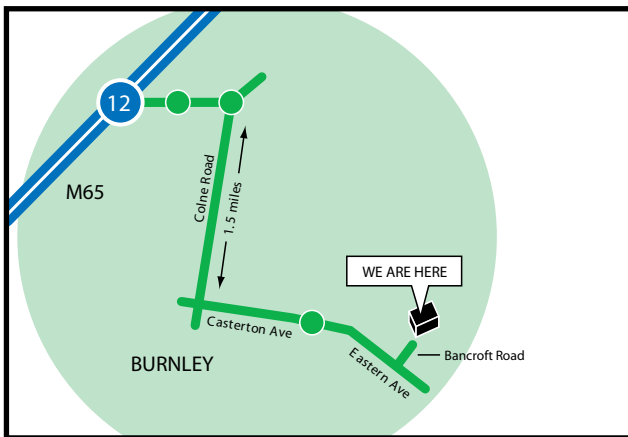 12
M65
Colne Road
1.5 miles
WE ARE HERE
Casterton Ave
BURNLEY
Eastern Ave
Bancroft Road